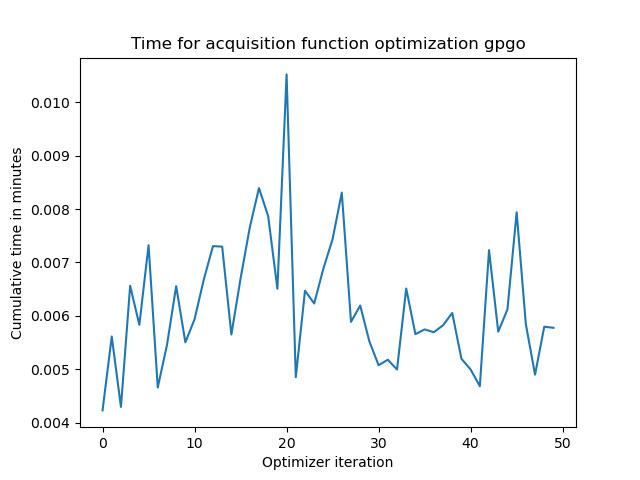 Time for acquisition function optimization gpgo
0.010
0.009
0.008
0.007
0.006
0.005
0.004
Cumulative time in minutes
0 10 20 30 40 50
Optimizer iteration